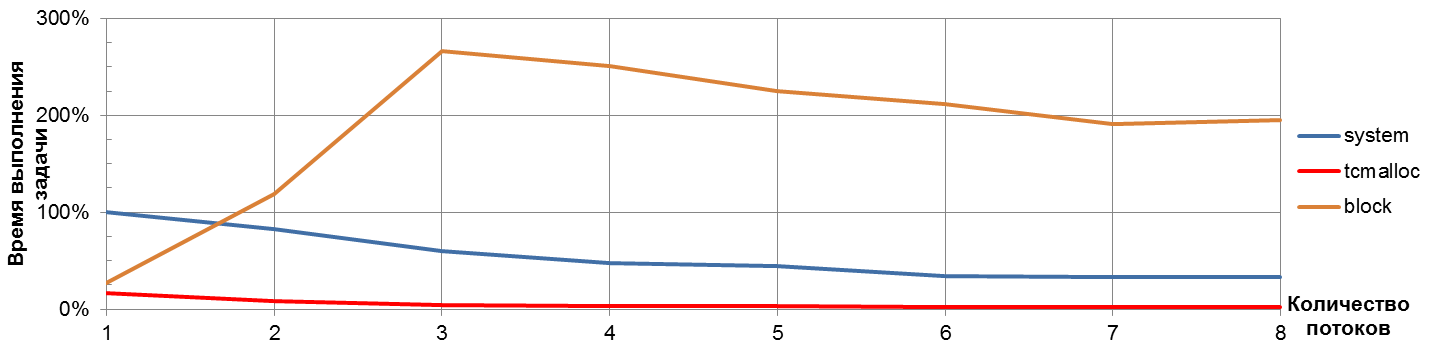 300%
200%
100%
0%
Время выполнения
задачи
1
2
3
4
5
6
7
8
Количество
потоков
system
tcmalloc
block